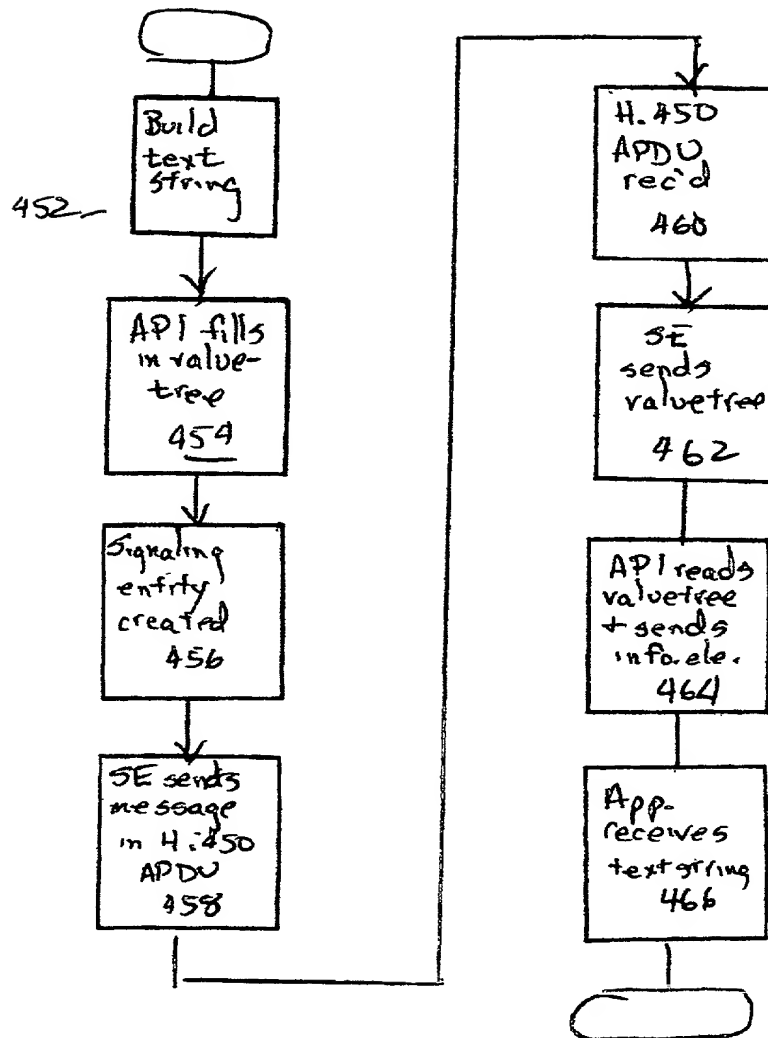 Build
text
string
452
API fills
in value-
tree
454
Signaling
entity
created
456
SE sends
message
in H.450
APDU
458
H.450
APDU
rec'd
460
SE
sends
valuetree
462
API reads
valuetree
+ sends
info. ele.
464
App.
receives
text string
466